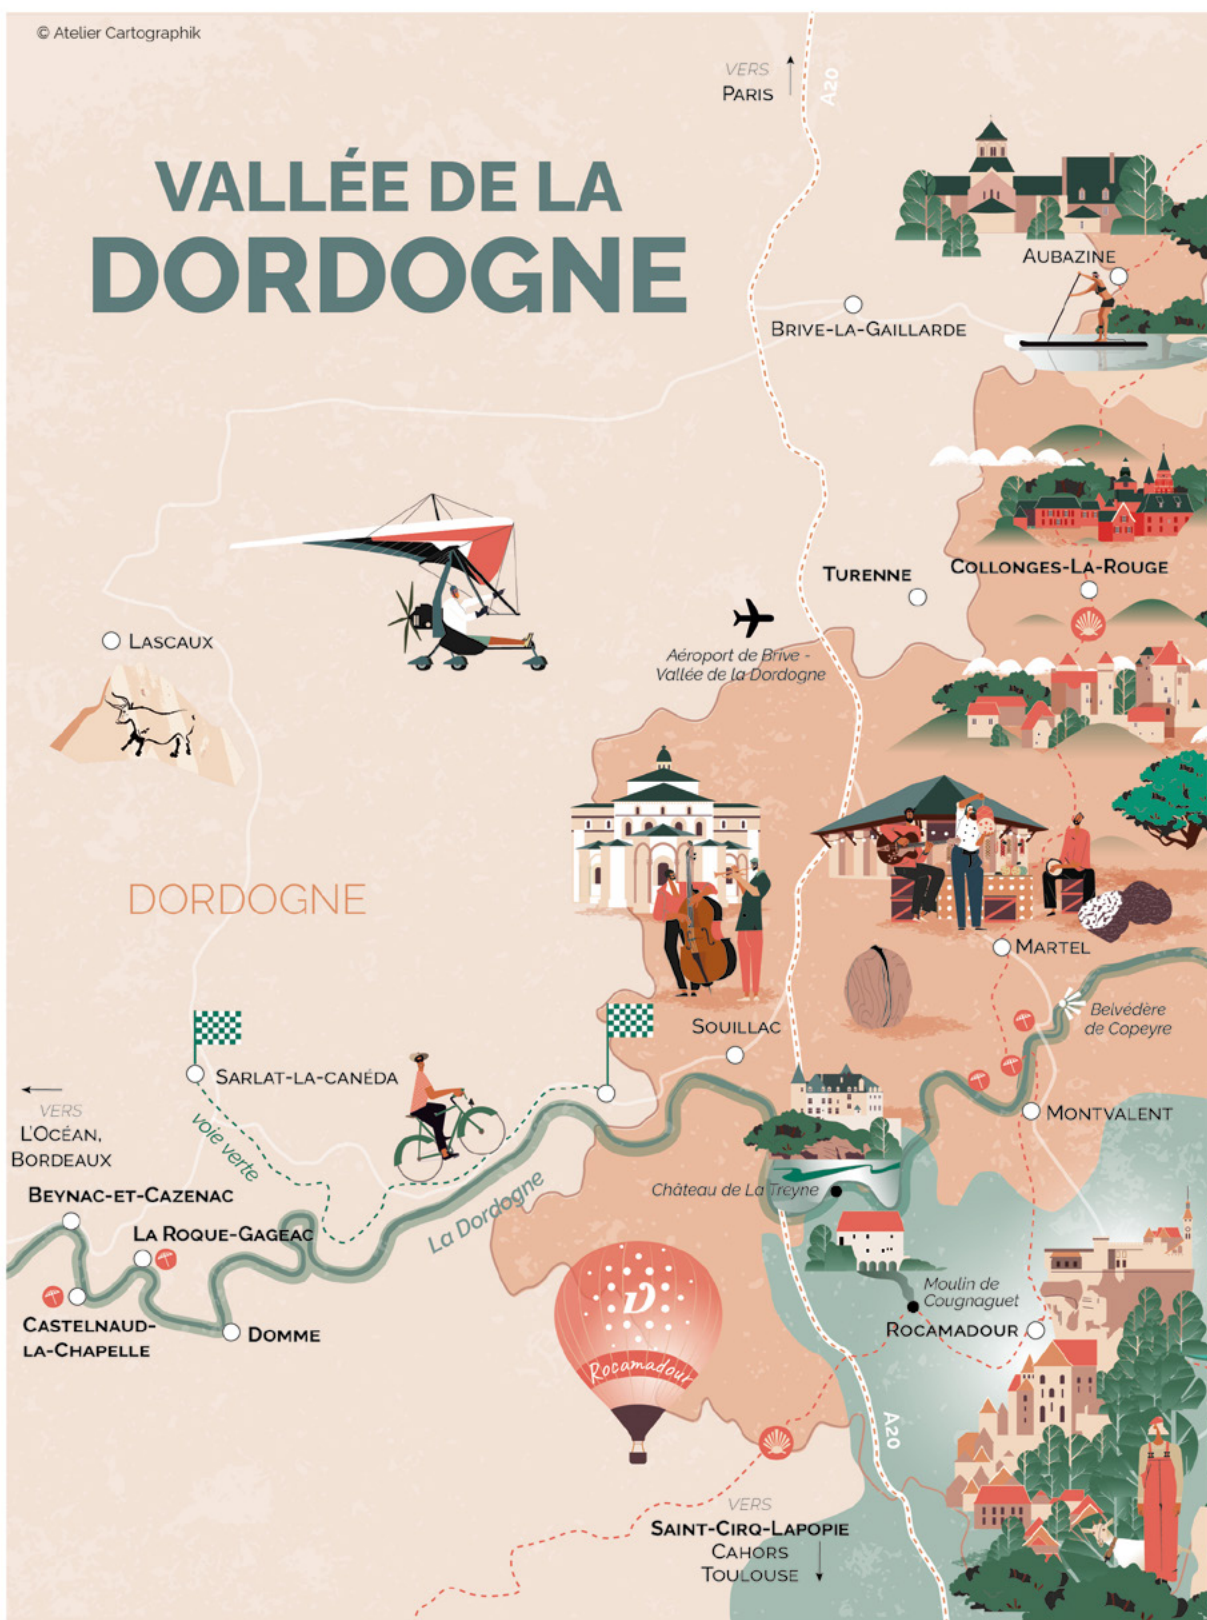 © Atelier Cartographik
VERS
PARIS
A20
VALLÉE DE LA
DORDOGNE
AUBAZINE
BRIVE-LA-GAILLARDE
TURENNE
COLLONGES-LA-ROUGE
LASCAUX
Aéroport de Brive -
Vallée de la Dordogne
DORDOGNE
MARTEL
Belvédère
de Copeyre
SOUILLAC
SARLAT-LA-CANÉDA
MONTVALENT
VERS
L'OCÉAN,
BORDEAUX
voie verte
BEYNAC-ET-CAZENAC
Château de La Treyne
La Dordogne
LA ROQUE-GAGEAC
Moulin de
Cougnaguet
CASTELNAUD-
LA-CHAPELLE
DOMME
ROCAMADOUR
Rocamadour
A20
VERS
SAINT-CIRQ-LAPOPIE
CAHORS
TOULOUSE